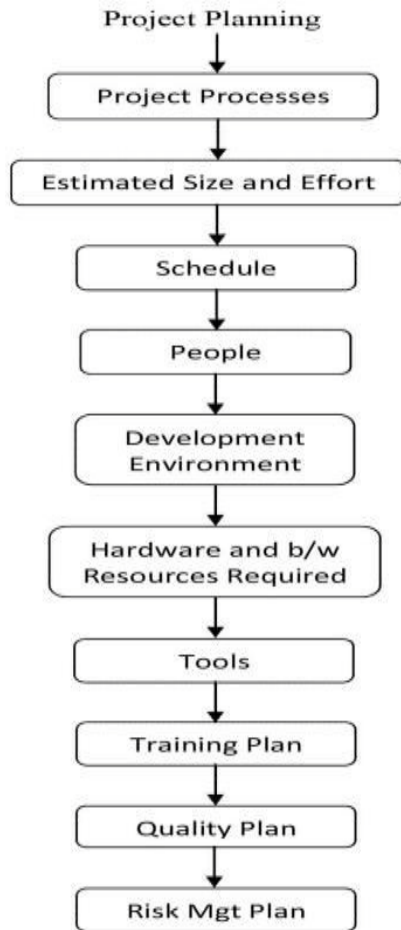 Project Planning
Project Processes
Estimated Size and Effort
Schedule
People
Development
Environment
Hardware and b/w
Resources Required
Tools
Training Plan
Quality Plan
Risk Mgt Plan